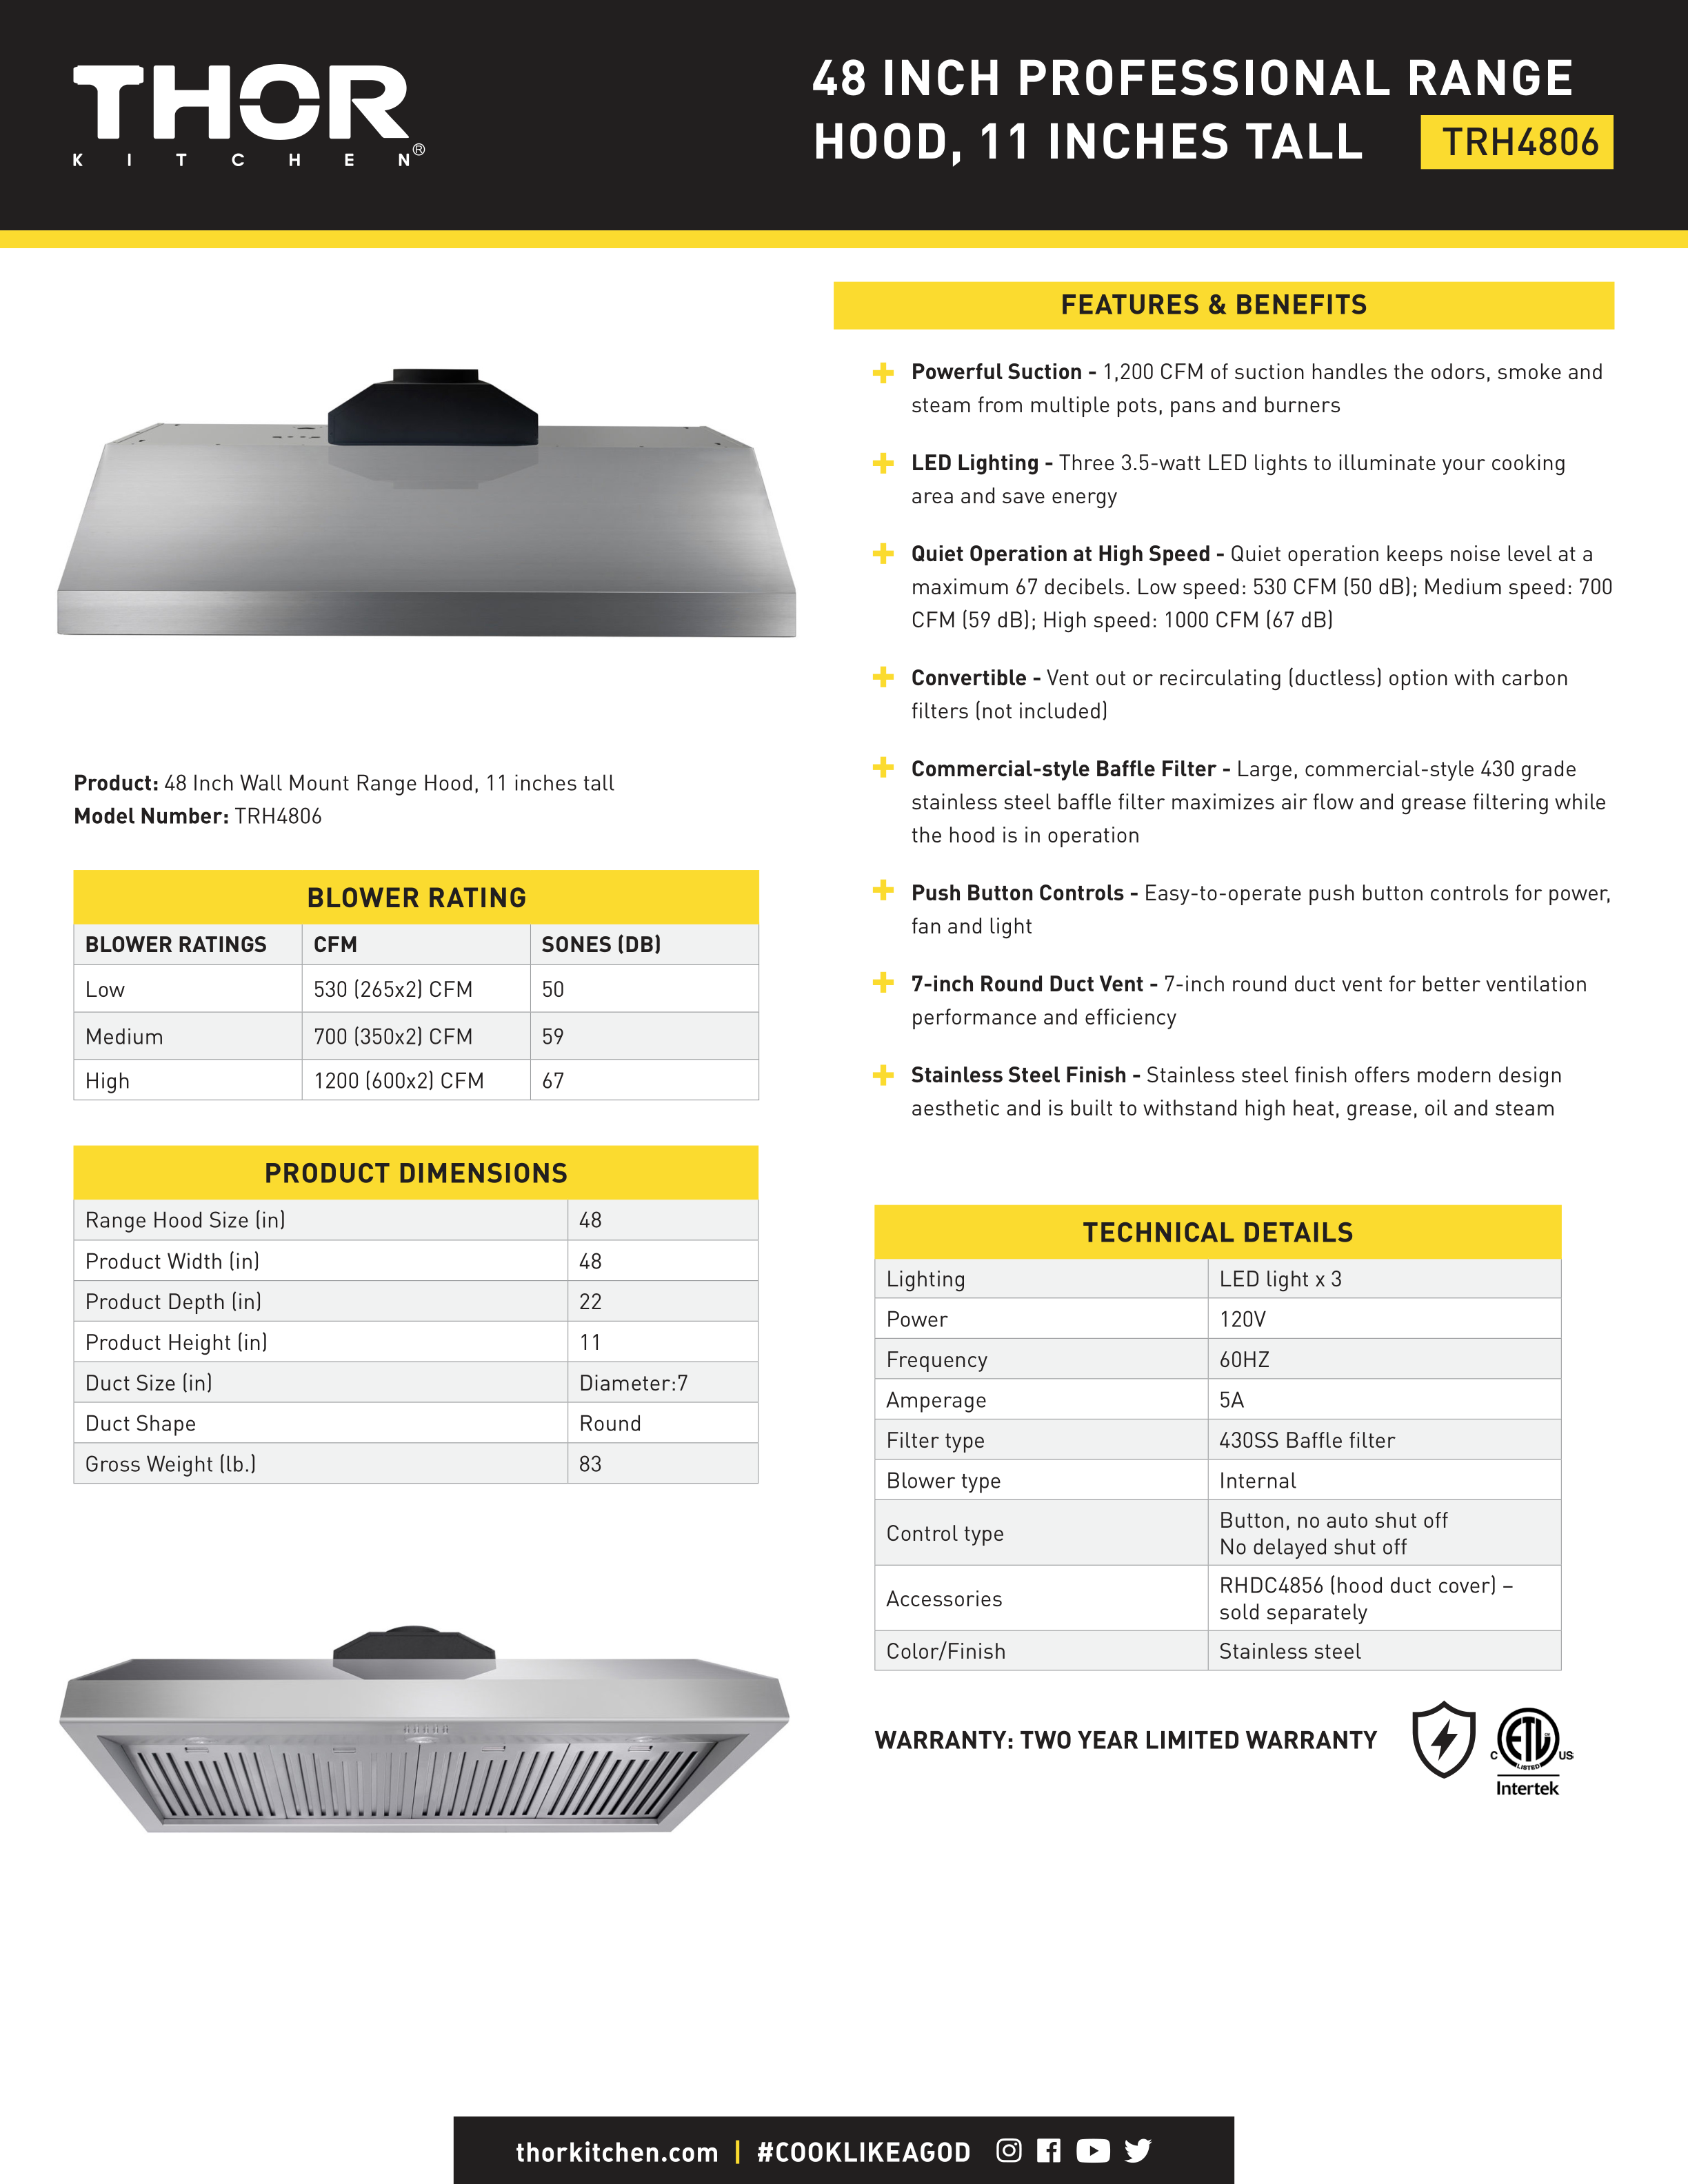 THOR
KITCHEN®
48 INCH PROFESSIONAL RANGE
HOOD, 11 INCHES TALL
TRH4806
Product: 48 Inch Wall Mount Range Hood, 11 inches tall
Model Number: TRH4806
BLOWER RATING
BLOWER RATINGS CFM SONES (DB)
Low 530 (265x2) CFM 50
Medium 700 (350x2) CFM 59
High 1200 (600x2) CFM 67
PRODUCT DIMENSIONS
Range Hood Size (in) 48
Product Width (in) 48
Product Depth (in) 22
Product Height (in) 11
Duct Size (in) Diameter:7
Duct Shape Round
Gross Weight (lb.) 83
FEATURES & BENEFITS
Powerful Suction - 1,200 CFM of suction handles the odors, smoke and
steam from multiple pots, pans and burners
LED Lighting - Three 3.5-watt LED lights to illuminate your cooking
area and save energy
Quiet Operation at High Speed - Quiet operation keeps noise level at a
maximum 67 decibels. Low speed: 530 CFM (50 dB); Medium speed: 700
CFM (59 dB); High speed: 1000 CFM (67 dB)
Convertible - Vent out or recirculating (ductless) option with carbon
filters (not included)
Commercial-style Baffle Filter - Large, commercial-style 430 grade
stainless steel baffle filter maximizes air flow and grease filtering while
the hood is in operation
Push Button Controls - Easy-to-operate push button controls for power,
fan and light
7-inch Round Duct Vent - 7-inch round duct vent for better ventilation
performance and efficiency
Stainless Steel Finish - Stainless steel finish offers modern design
aesthetic and is built to withstand high heat, grease, oil and steam
TECHNICAL DETAILS
Lighting LED light x 3
Power 120V
Frequency 60HZ
Amperage 5A
Filter type 430SS Baffle filter
Blower type Internal
Control type Button, no auto shut off
No delayed shut off
Accessories RHDC4856 (hood duct cover) –
sold separately
Color/Finish Stainless steel
WARRANTY: TWO YEAR LIMITED WARRANTY
C ETL US
LISTED
Intertek
thorkitchen.com | #COOKLIKEAGOD